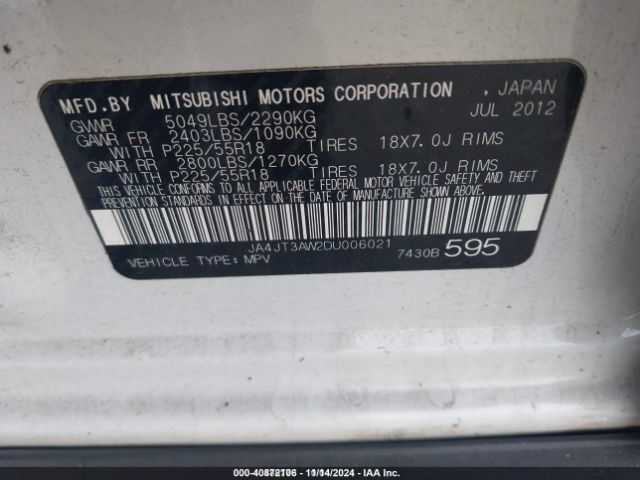 MFD.BY MITSUBISHI MOTORS CORPORATION . JAPAN
GVWR 5049LBS/2290KG JUL 2012
GAWR FR 2403LBS/1090KG
WITH P225/55R18 TIRES 18X7.0J RIMS
GAWR RR 2800LBS/1270KG
WITH P225/55R18 TIRES 18X7.0J RIMS
THIS VEHICLE CONFORMS TO ALL APPLICABLE FEDERAL MOTOR VEHICLE SAFETY AND THEFT
PREVENTION STANDARDS IN EFFECT ON THE DATE OF MANUFACTURE SHOWN ABOVE.
JA4JT3AW2DU006021
VEHICLE TYPE: MPV 7430B 595
000-40872106 - 11/14/2024 - IAA Inc.